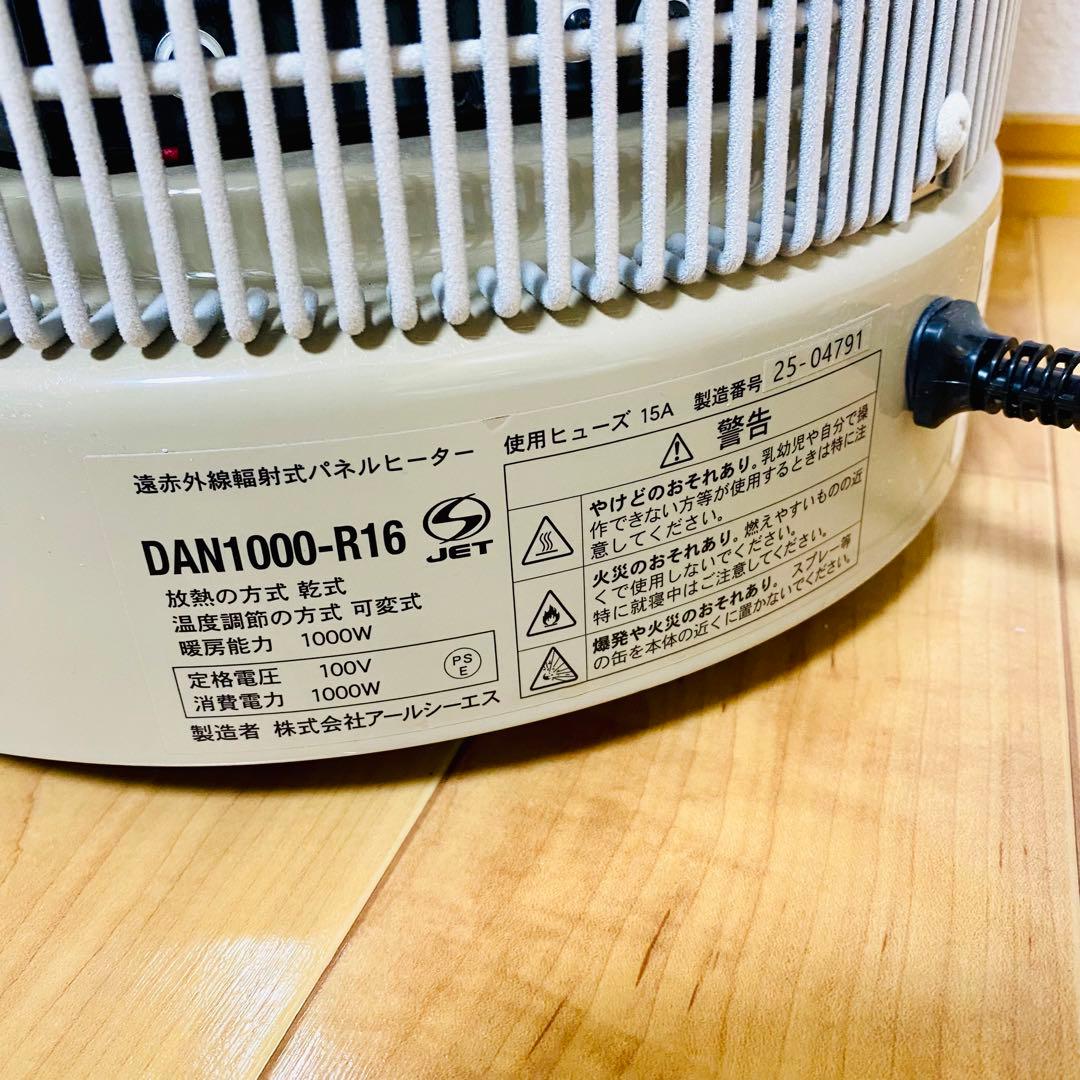 遠赤外線輻射式パネルヒーター
DAN1000-R16
JET
放熱の方式 乾式
温度調節の方式 可変式
暖房能力 1000W
定格電圧 100V
消費電力 1000W
PS
E
製造者 株式会社アールシーエス
使用ヒューズ 15A 製造番号 25-04791
警告
やけどのおそれあり。乳幼児や自分で操
作できない方等が使用するときは特に注
意してください。
火災のおそれあり。燃えやすいものの近
くで使用しないでください。
特に就寝中はご注意してください。
爆発や火災のおそれあり。スプレー等
の缶を本体の近くに置かないでください。